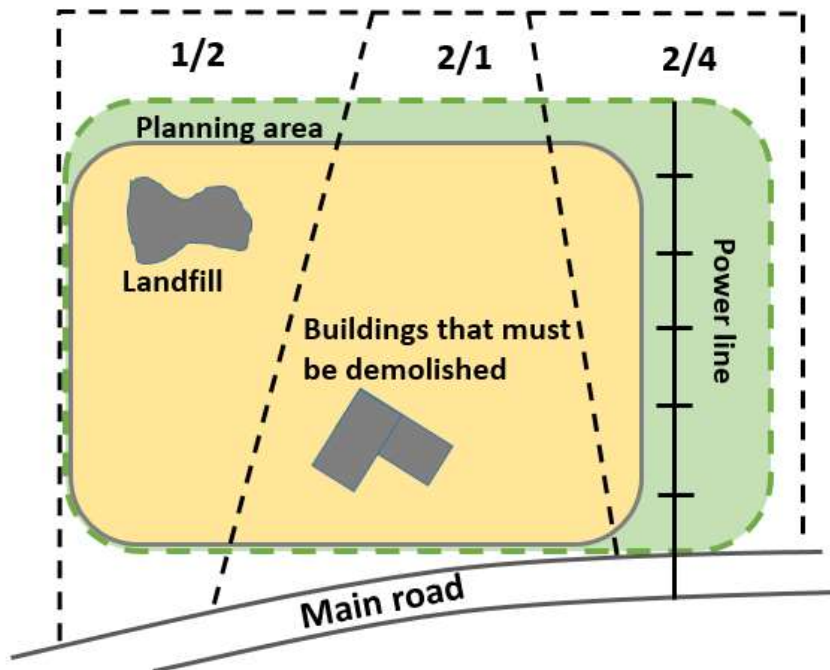 1/2
2/1
2/4
Planning area
Landfill
Power line
Buildings that must
be demolished
Main road